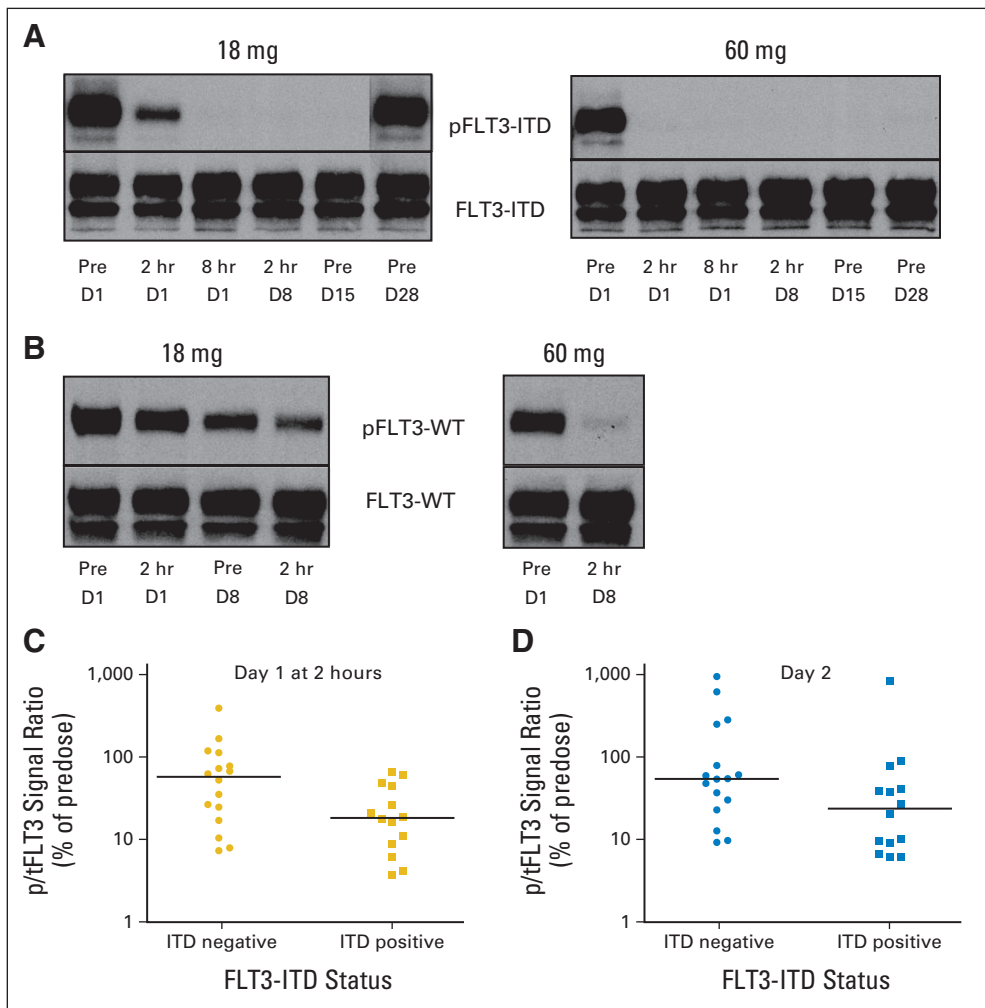 A
18 mg
60 mg
pFLT3-ITD
FLT3-ITD
Pre 2 hr 8 hr 2 hr Pre Pre
D1 D1 D1 D8 D15 D28
Pre 2 hr 8 hr 2 hr Pre Pre
D1 D1 D1 D8 D15 D28
B
18 mg
60 mg
pFLT3-WT
FLT3-WT
Pre 2 hr Pre 2 hr
D1 D1 D8 D8
Pre 2 hr
D1 D8
C
Day 1 at 2 hours
p/tFLT3 Signal Ratio
(% of predose)
1,000
100
10
1
ITD negative ITD positive
FLT3-ITD Status
D
Day 2
p/tFLT3 Signal Ratio
(% of predose)
1,000
100
10
1
ITD negative ITD positive
FLT3-ITD Status